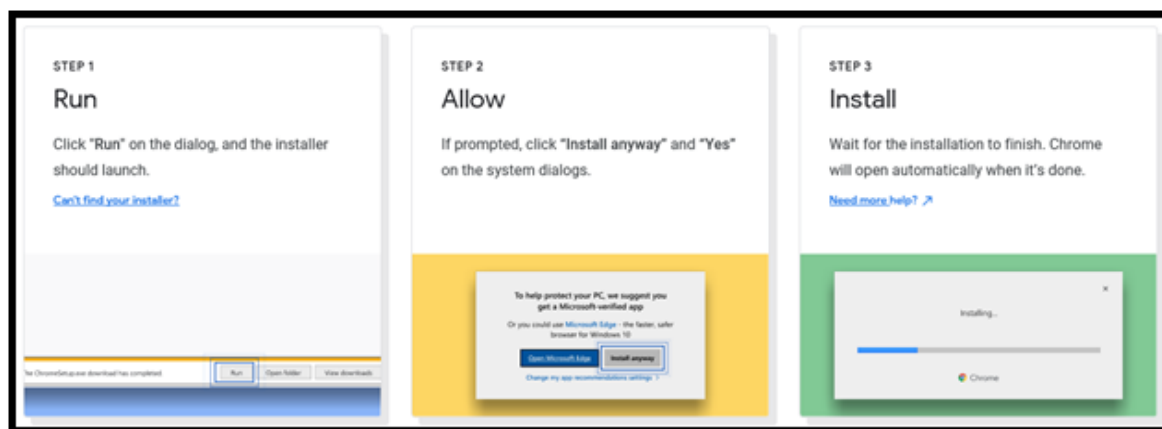 STEP 1
Run
Click "Run" on the dialog, and the installer
should launch.
Can't find your installer?
The ChromeSetup.exe download has completed.
Run
Open folder
View downloads
STEP 2
Allow
If prompted, click "Install anyway" and "Yes"
on the system dialogs.
To help protect your PC, we suggest you
get a Microsoft-verified app
Or you could use Microsoft Edge - the faster, safer
browser for Windows 10
Open Microsoft Edge
Install anyway
Change my app recommendations settings
STEP 3
Install
Wait for the installation to finish. Chrome
will open automatically when it's done.
Need more help?
Installing...
Chrome